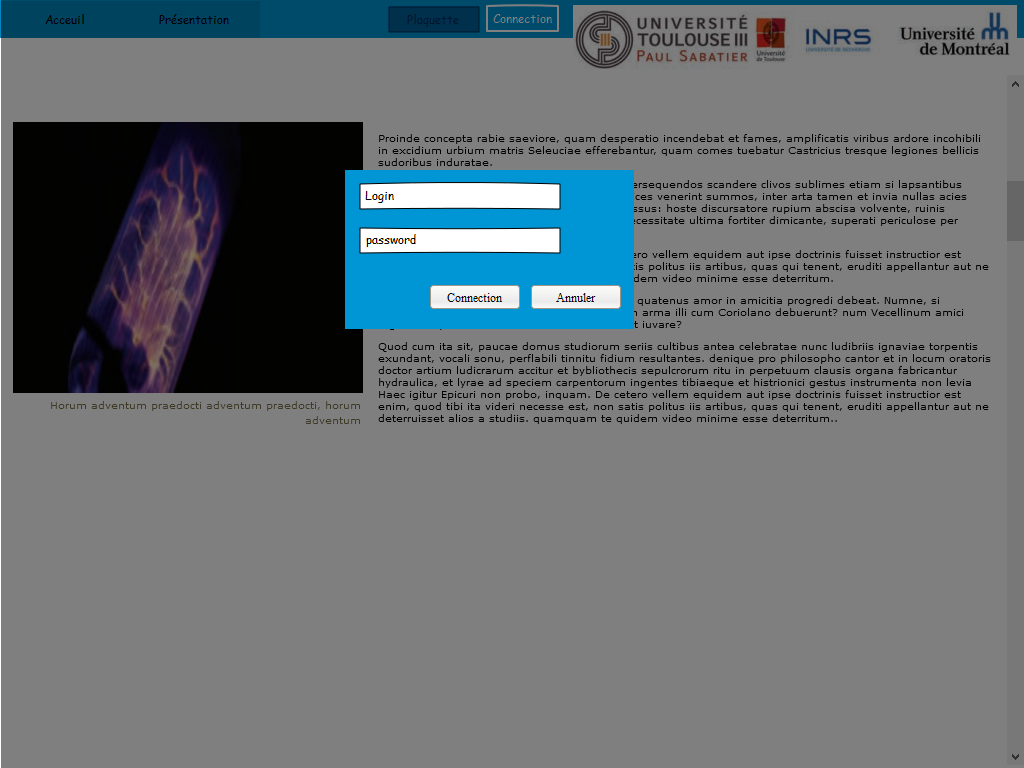 Acceuil
Présentation
Plaquette
Connection
UNIVERSITÉ
TOULOUSE III
PAUL SABATIER
Université
de Toulouse
INRS
UNIVERSITÉ DE RECHERCHE
Université
de Montréal
Proinde concepta rabie saeviore, quam desperatio incendebat et fames, amplificatis viribus ardore incohibili
in excidium urbium matris Seleuciae efferebantur, quam comes tuebatur Castricius tresque legiones bellicis
sudoribus induratae.
ersequendos scandere clivos sublimes etiam si lapsantibus
ces venerint summos, inter arta tamen et invia nullas acies
ssus: hoste discursatore rupium abscisa volvente, ruinis
ecessitate ultima fortiter dimicante, superati periculose per
ero vellem equidem aut ipse doctrinis fuisset instructior est
tis politus iis artibus, quas qui tenent, eruditi appellantur aut ne
dem video minime esse deterritum.
quatenus amor in amicitia progredi debeat. Numne, si
arma illi cum Coriolano debuerunt? num Vecellinum amici
t iuvare?
Login
password
Connection
Annuler
Quod cum ita sit, paucae domus studiorum seriis cultibus antea celebratae nunc ludibriis ignaviae torpentis
exundant, vocali sonu, perflabili tinnitu fidium resultantes. denique pro philosopho cantor et in locum oratoris
doctor artium ludicrarum accitur et bybliothecis sepulcrorum ritu in perpetuum clausis organa fabricantur
hydraulica, et lyrae ad speciem carpentorum ingentes tibiaeque et histrionici gestus instrumenta non levia
Haec igitur Epicuri non probo, inquam. De cetero vellem equidem aut ipse doctrinis fuisset instructior est
enim, quod tibi ita videri necesse est, non satis politus iis artibus, quas qui tenent, eruditi appellantur aut ne
deterruisset alios a studiis. quamquam te quidem video minime esse deterritum..
Horum adventum praedocti adventum praedocti, horum
adventum